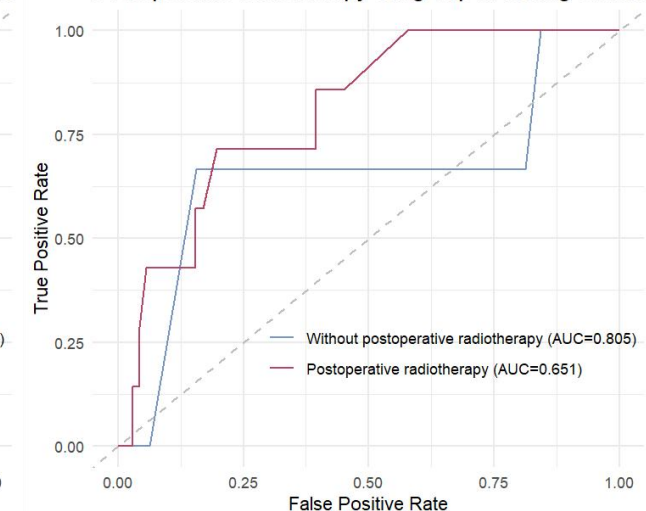 1.00
0.75
0.50
0.25
0.00
True Positive Rate
Without postoperative radiotherapy (AUC=0.805)
Postoperative radiotherapy (AUC=0.651)
)
0.00 0.25 0.50 0.75 1.00
False Positive Rate